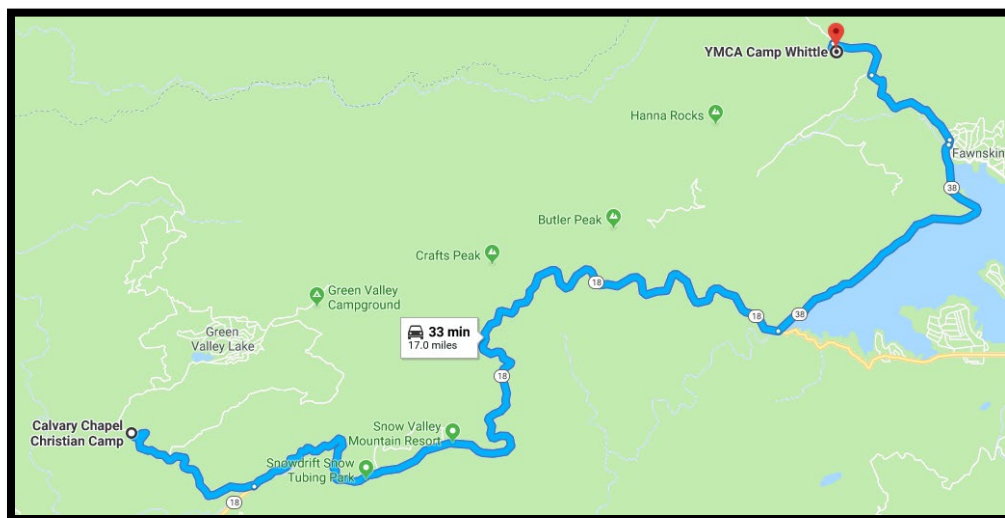 YMCA Camp Whittle
Hanna Rocks
Fawnskin
38
Butler Peak
Crafts Peak
18
Green Valley
Campground
33 min
17.0 miles
18
38
Green
Valley Lake
18
Calvary Chapel
Christian Camp
Snow Valley
Mountain Resort
Snowdrift Snow
Tubing Park
18